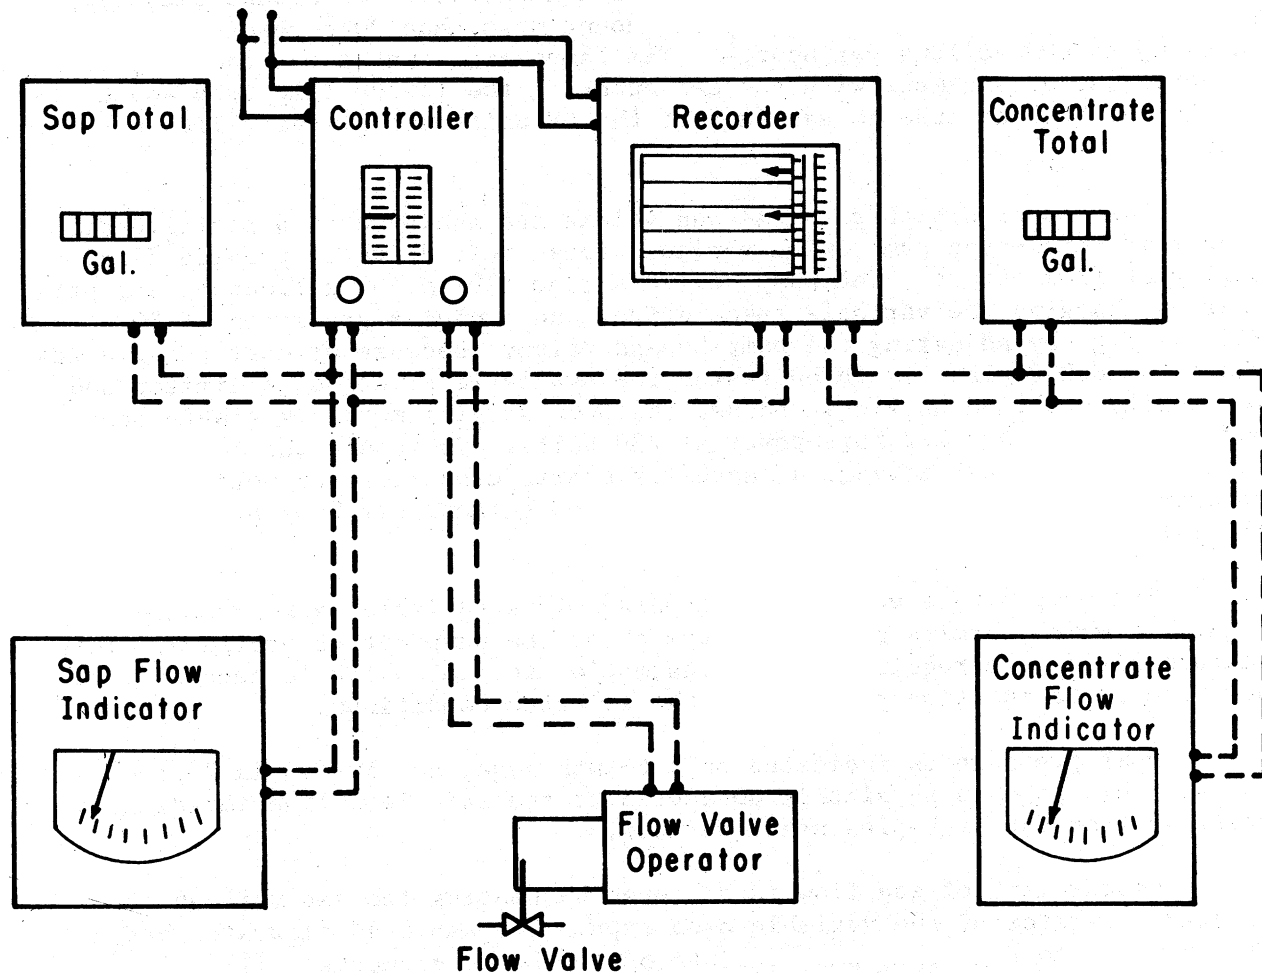 Sap Total
Gal.
Controller
Recorder
Concentrate
Total
Gal.
Sap Flow
Indicator
Concentrate
Flow
Indicator
Flow Valve
Operator
Flow Valve